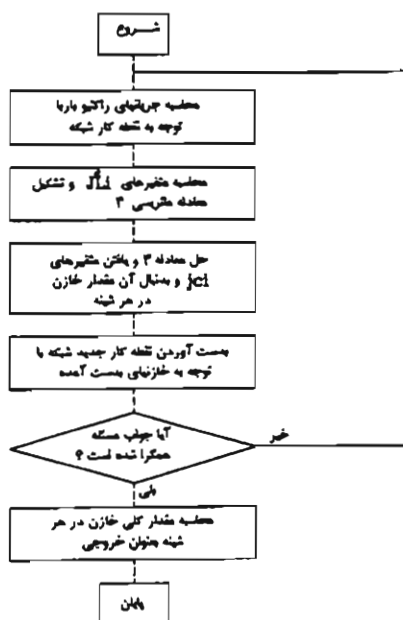 شروع
محاسبه جریانهای راکتیو باربا
توجه به نقطه کار شبکه
محاسبه متغیرهای و تشکیل
معادله ماتریسی ۳
حل معادله ۳ و یافتن متغیرهای
jci و بدنبال آن مقدار خازن
در هر شینه
بدست آوردن نقطه کار جدید شبکه با
توجه به خازنهای بدست آمده
آیا جواب مسئله
همگرا شده است ؟
خیر
بلی
محاسبه مقدار کلی خازن در هر
شینه بعنوان خروجی
پایان